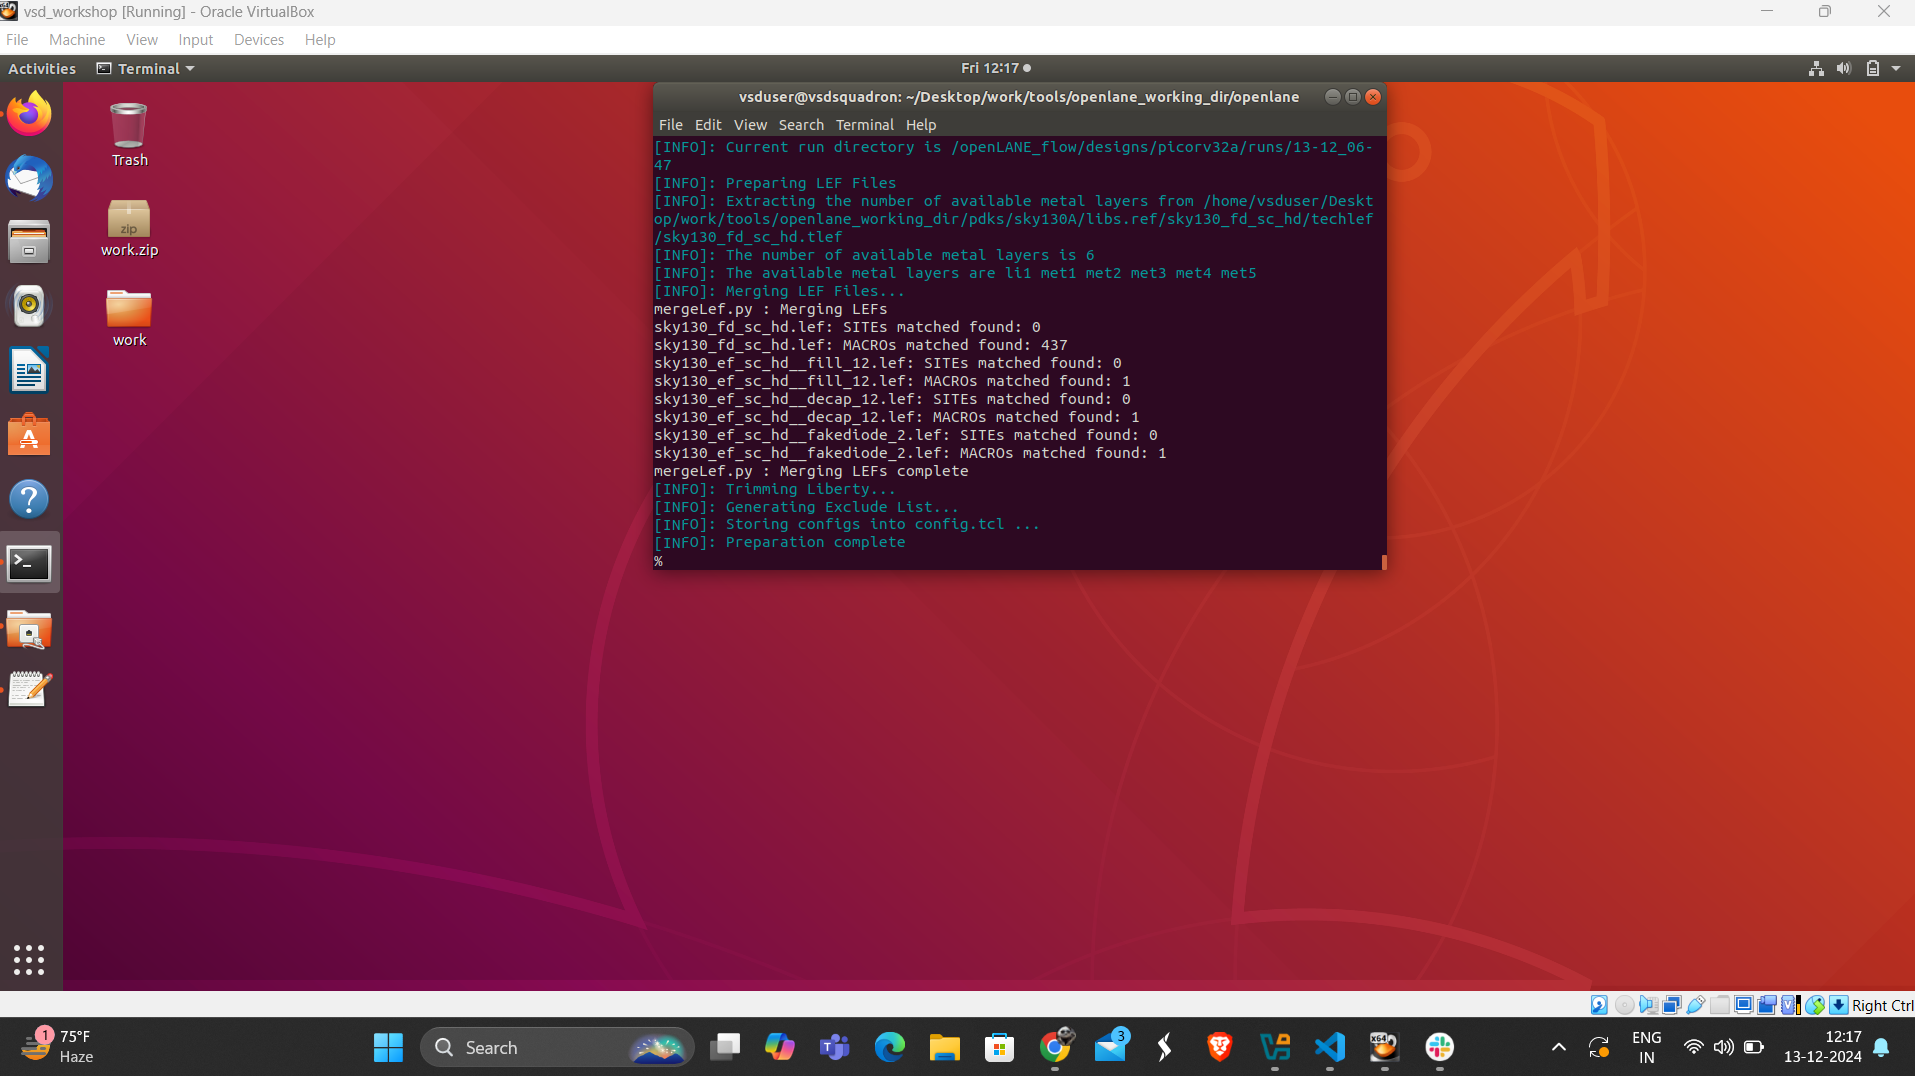 vsd_workshop [Running] - Oracle VirtualBox
File Machine View Input Devices Help
Activities Terminal Fri 12:17
Trash
zip
work.zip
work
vsduser@vsdsquadron: ~/Desktop/work/tools/openlane_working_dir/openlane
File Edit View Search Terminal Help
[INFO]: Current run directory is /openLANE_flow/designs/picorv32a/runs/13-12_06-
47
[INFO]: Preparing LEF Files
[INFO]: Extracting the number of available metal layers from /home/vsduser/Deskt
op/work/tools/openlane_working_dir/pdks/sky130A/libs.ref/sky130_fd_sc_hd/techlef
/sky130_fd_sc_hd.tlef
[INFO]: The number of available metal layers is 6
[INFO]: The available metal layers are li1 met1 met2 met3 met4 met5
[INFO]: Merging LEF Files...
mergeLef.py : Merging LEFs
sky130_fd_sc_hd.lef: SITEs matched found: 0
sky130_fd_sc_hd.lef: MACROs matched found: 437
sky130_ef_sc_hd__fill_12.lef: SITEs matched found: 0
sky130_ef_sc_hd__fill_12.lef: MACROs matched found: 1
sky130_ef_sc_hd__decap_12.lef: SITEs matched found: 0
sky130_ef_sc_hd__decap_12.lef: MACROs matched found: 1
sky130_ef_sc_hd__fakediode_2.lef: SITEs matched found: 0
sky130_ef_sc_hd__fakediode_2.lef: MACROs matched found: 1
mergeLef.py : Merging LEFs complete
[INFO]: Trimming Liberty...
[INFO]: Generating Exclude List...
[INFO]: Storing configs into config.tcl ...
[INFO]: Preparation complete
%
Right Ctrl
1
75°F
Haze
Search
3
x64
ENG
IN
12:17
13-12-2024